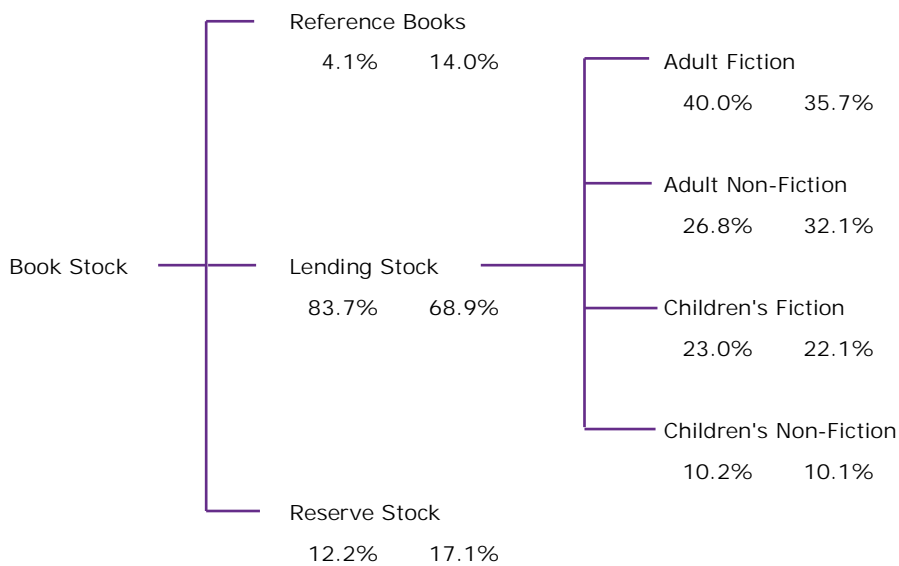 Reference Books
4.1% 14.0%
Adult Fiction
40.0% 35.7%
Adult Non-Fiction
26.8% 32.1%
Book Stock
Lending Stock
83.7% 68.9%
Children's Fiction
23.0% 22.1%
Children's Non-Fiction
10.2% 10.1%
Reserve Stock
12.2% 17.1%